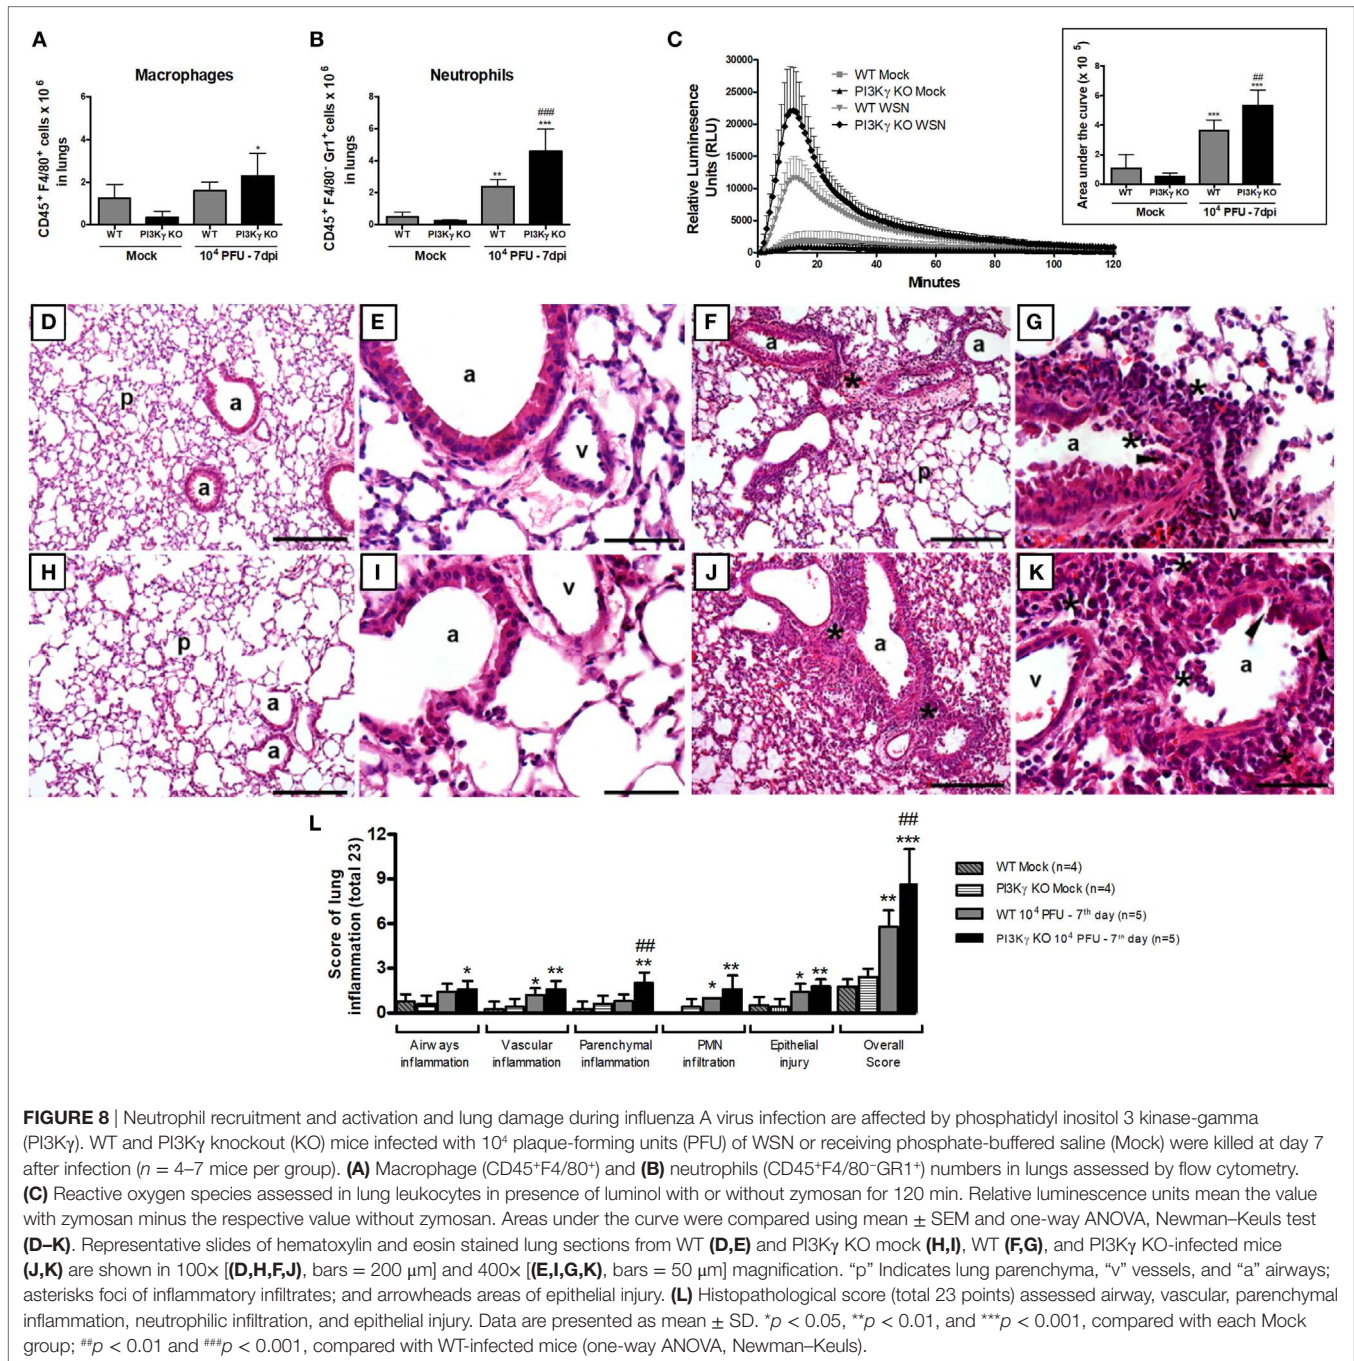 A
Macrophages
CD45⁺ F4/80⁺ cells x 10⁶
in lungs
6
4
2
0
WT PI3Kγ KO WT PI3Kγ KO
Mock 10⁴ PFU - 7dpi
*
B
Neutrophils
CD45⁺ F4/80⁻ Gr1⁺cells x 10⁶
in lungs
8
6
4
2
0
**
###
***
WT PI3Kγ KO WT PI3Kγ KO
Mock 10⁴ PFU - 7dpi
C
Relative Luminesence
Units (RLU)
30000
25000
20000
15000
10000
5000
0
0 20 40 60 80 100 120
Minutes
WT Mock
PI3Kγ KO Mock
WT WSN
PI3Kγ KO WSN
Area under the curve (x 10⁵)
8
6
4
2
0
***
##
***
WT PI3Kγ KO WT PI3Kγ KO
Mock 10⁴ PFU - 7dpi
D
p
a
a
E
a
v
F
a
a
*
p
G
*
a
*
v
H
p
a
a
I
v
a
J
*
a
*
K
*
*
v
*
a
*
L
Score of lung
inflammation (total 23)
12
9
6
3
0
* * ** ## ** * ** * ** ** ## ***
Airways
inflammation
Vascular
inflammation
Parenchymal
inflammation
PMN
infiltration
Epithelial
injury
Overall
Score
WT Mock (n=4)
PI3Kγ KO Mock (n=4)
WT 10⁴ PFU - 7ᵗʰ day (n=5)
PI3Kγ KO 10⁴ PFU - 7ᵗʰ day (n=5)
FIGURE 8 | Neutrophil recruitment and activation and lung damage during influenza A virus infection are affected by phosphatidyl inositol 3 kinase-gamma
(PI3Kγ). WT and PI3Kγ knockout (KO) mice infected with 10⁴ plaque-forming units (PFU) of WSN or receiving phosphate-buffered saline (Mock) were killed at day 7
after infection (n = 4–7 mice per group). (A) Macrophage (CD45⁺F4/80⁺) and (B) neutrophils (CD45⁺F4/80⁻GR1⁺) numbers in lungs assessed by flow cytometry.
(C) Reactive oxygen species assessed in lung leukocytes in presence of luminol with or without zymosan for 120 min. Relative luminescence units mean the value
with zymosan minus the respective value without zymosan. Areas under the curve were compared using mean ± SEM and one-way ANOVA, Newman–Keuls test
(D–K). Representative slides of hematoxylin and eosin stained lung sections from WT (D,E) and PI3Kγ KO mock (H,I), WT (F,G), and PI3Kγ KO-infected mice
(J,K) are shown in 100× [(D,H,F,J), bars = 200 μm] and 400× [(E,I,G,K), bars = 50 μm] magnification. “p” Indicates lung parenchyma, “v” vessels, and “a” airways;
asterisks foci of inflammatory infiltrates; and arrowheads areas of epithelial injury. (L) Histopathological score (total 23 points) assessed airway, vascular, parenchymal
inflammation, neutrophilic infiltration, and epithelial injury. Data are presented as mean ± SD. *p < 0.05, **p < 0.01, and ***p < 0.001, compared with each Mock
group; ##p < 0.01 and ###p < 0.001, compared with WT-infected mice (one-way ANOVA, Newman–Keuls).